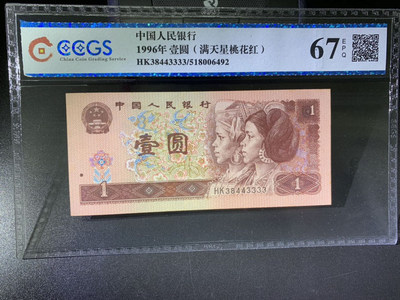 CCGS
China Coin Grading Service
中国人民银行
1996年 壹圆（满天星桃花红）
HK38443333/518006492
67 EPQ
中国人民银行
1
壹圆
HK38443333
1
1